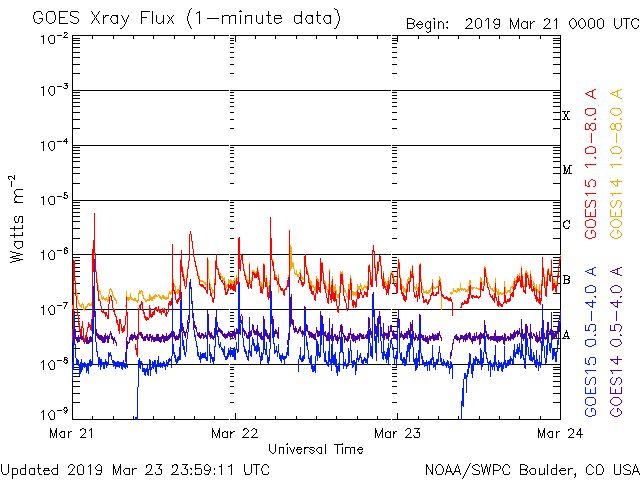 GOES Xray Flux (1-minute data)
Begin: 2019 Mar 21 0000 UTC
10-2
10-3
10-4
10-5
10-6
10-7
10-8
10-9
Watts m-2
X
M
C
B
A
GOES15 1.0-8.0 A
GOES14 1.0-8.0 A
GOES15 0.5-4.0 A
GOES14 0.5-4.0 A
Mar 21
Mar 22
Mar 23
Mar 24
Universal Time
Updated 2019 Mar 23 23:59:11 UTC
NOAA/SWPC Boulder, CO USA